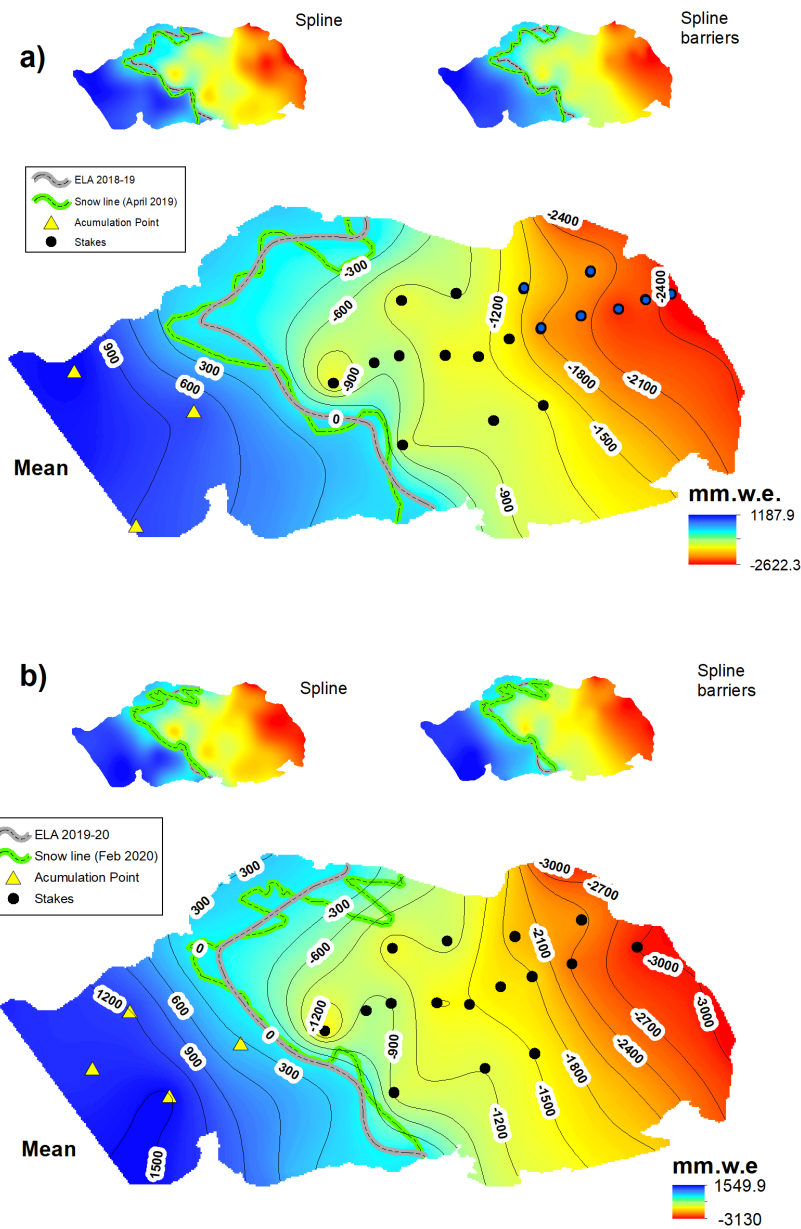 Spline
Spline
barriers
a)
ELA 2018-19
Snow line (April 2019)
Acumulation Point
Stakes
-2400
-300
-2400
-600
-1200
900
300
600
-900
-1800
-2100
0
-1500
Mean
-900
mm.w.e.
1187.9
-2622.3
b)
Spline
Spline
barriers
ELA 2019-20
Snow line (Feb 2020)
Acumulation Point
Stakes
300
-3000
-2700
300
-300
0
-2100
-600
-3000
1200
600
-1200
-3000
0
-900
-2700
900
300
-2400
-1800
-1500
-1200
Mean
1500
mm.w.e
1549.9
-3130